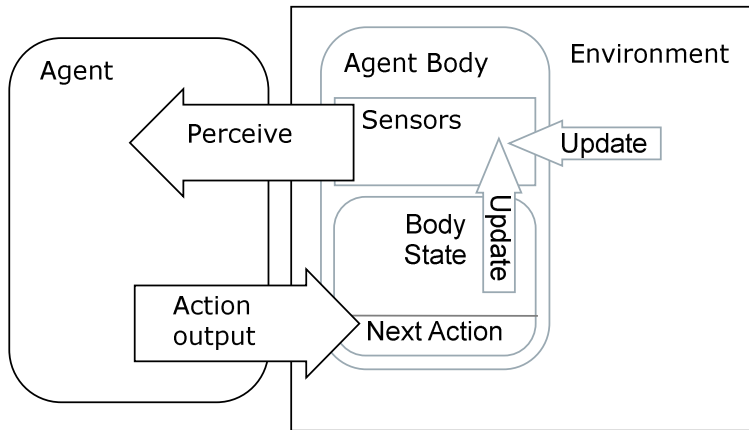 Agent
Agent Body
Environment
Perceive
Sensors
Update
Update
Body
State
Action
output
Next Action